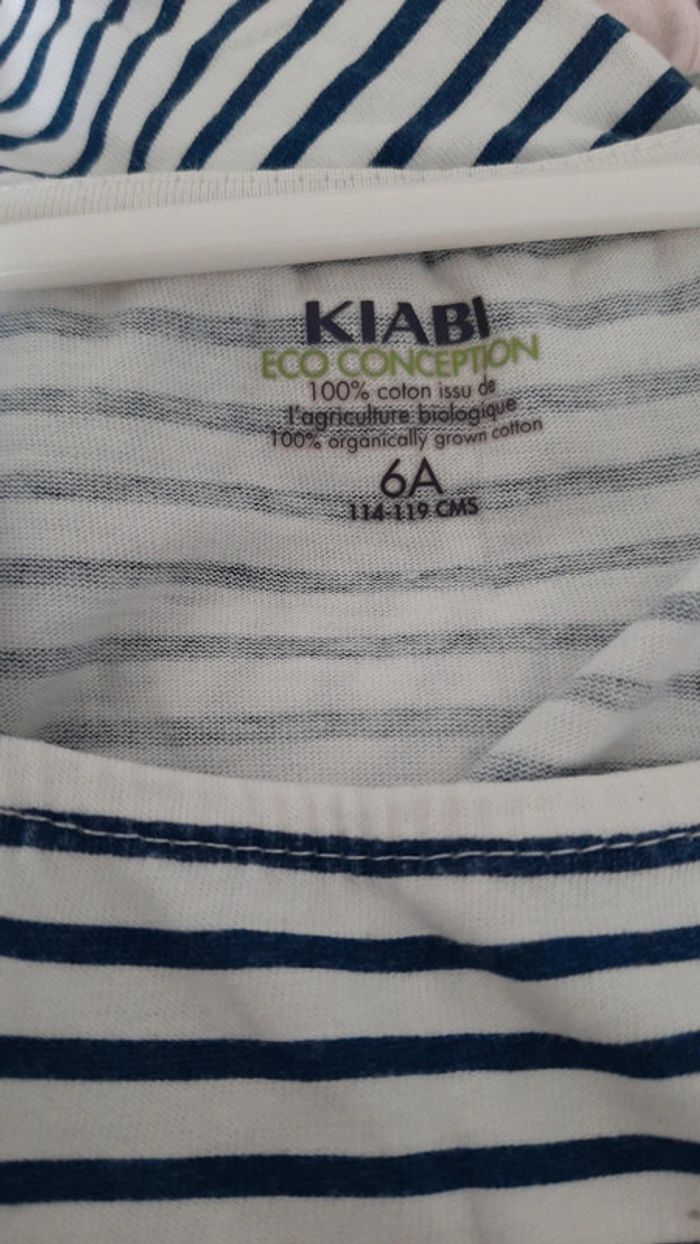 KIABI
ECO CONCEPTION
100% coton issu de
l'agriculture biologique
100% organically grown cotton
6A
114-119 CMS